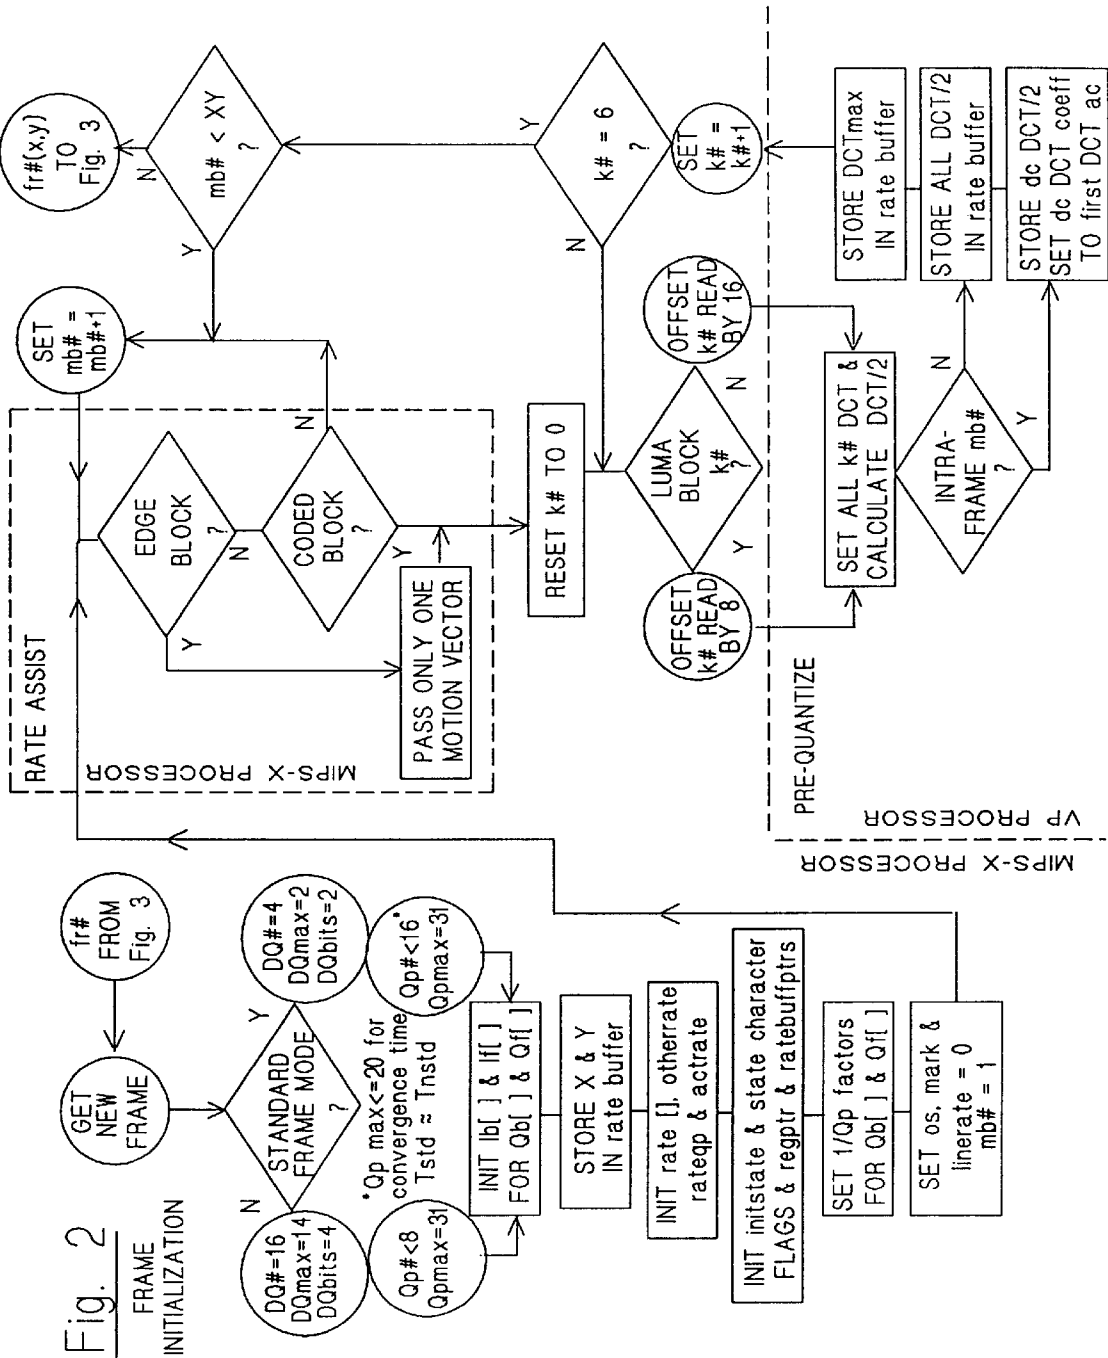 Fig. 2
FRAME
INITIALIZATION
fr#
FROM
Fig. 3
GET
NEW
FRAME
STANDARD
FRAME MODE
?
N
Y
DQ#=16
DQmax=14
DQbits=4
DQ#=4
DQmax=2
DQbits=2
Qp#<8
Qpmax=31
Qp#<16*
Qpmax=31
*Qp max<=20 for
convergence time
Tstd ≈ Tnstd
INIT Ib[ ] & If[ ]
FOR Qb[ ] & Qf[ ]
STORE X & Y
IN rate buffer
INIT rate [], otherrate
rateqp & actrate
INIT initstate & state character
FLAGS & regptr & ratebuffptrs
SET 1/Qp factors
FOR Qb[ ] & Qf[ ]
SET os, mark &
linerate = 0
mb# = 1
RATE ASSIST
MIPS-X PROCESSOR
EDGE
BLOCK
?
Y
N
CODED
BLOCK
?
N
Y
PASS ONLY ONE
MOTION VECTOR
SET
mb# =
mb#+1
fr#(x,y)
TO
Fig. 3
mb# < XY
?
Y
N
RESET k# TO 0
k# = 6
?
N
Y
LUMA
BLOCK
k#
?
Y
N
OFFSET
k# READ
BY 8
OFFSET
k# READ
BY 16
SET
k# =
k#+1
MIPS-X PROCESSOR
VP PROCESSOR
PRE-QUANTIZE
SET ALL k# DCT &
CALCULATE DCT/2
INTRA-
FRAME mb#
?
N
Y
STORE DCTmax
IN rate buffer
STORE ALL DCT/2
IN rate buffer
STORE dc DCT/2
SET dc DCT coeff
TO first DCT ac